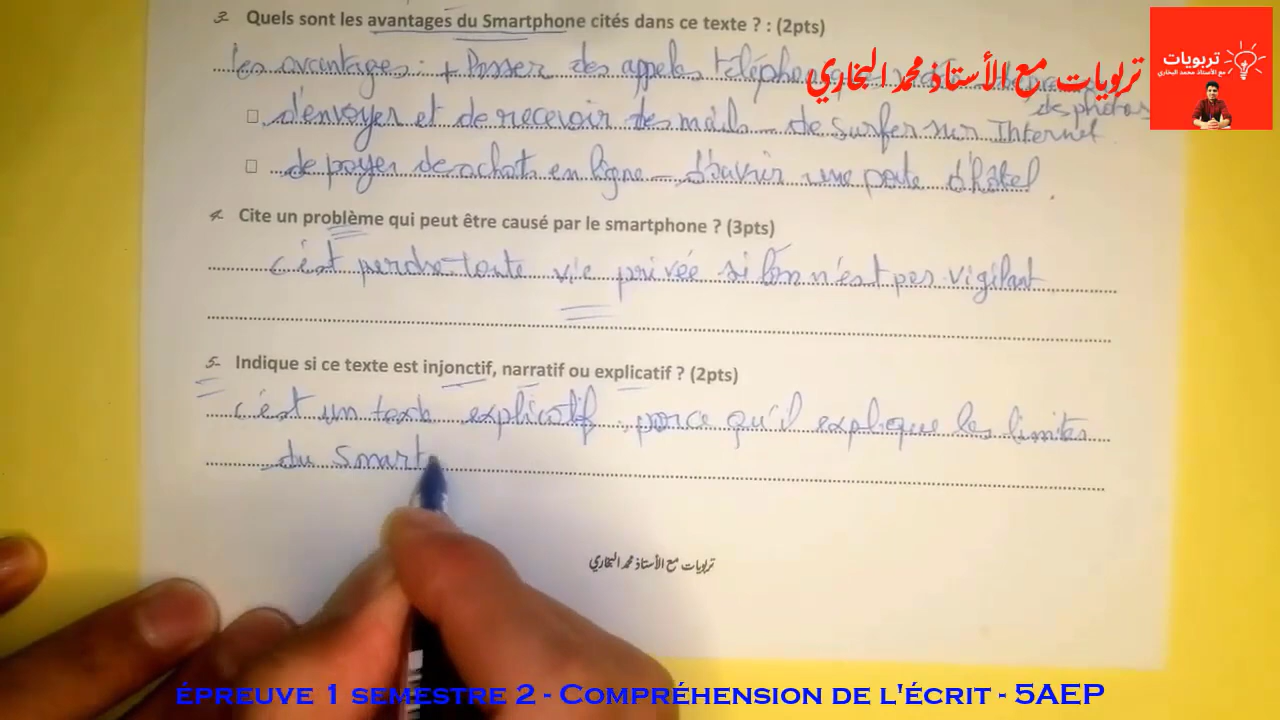 3. Quels sont les avantages du Smartphone cités dans ce texte ? : (2pts)
les avantages : + Passer des appels
des photos
d'envoyer et de recevoir des mails - de surfer sur Internet
de payer de achats en ligne - d'ouvrir une porte d'hôtel.
4. Cite un problème qui peut être causé par le smartphone ? (3pts)
c'est perdre toute vie privée si l'on n'est pas vigilant
5- Indique si ce texte est injonctif, narratif ou explicatif ? (2pts)
c'est un texte explicatif, parce qu'il explique les limites
du Smart
تربويات مع الأستاذ محمد البخاري
تربويات مع الأستاذ محمد البخاري
تربويات
مع الأستاذ محمد البخاري
épreuve 1 semestre 2 - Compréhension de l'écrit - 5AEP